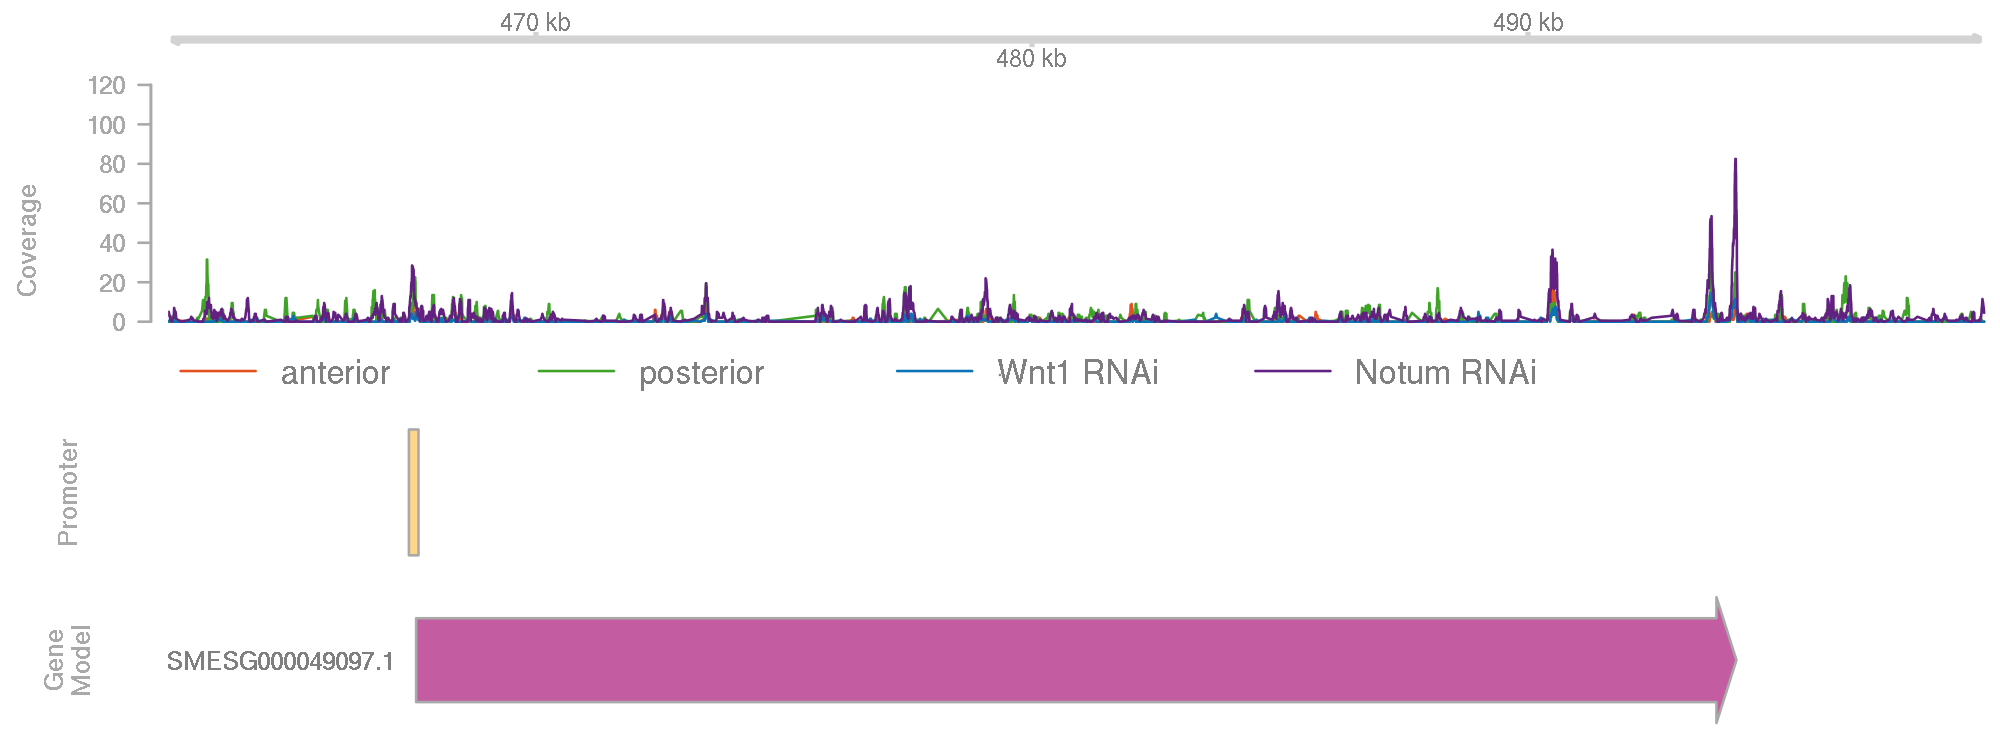 470 kb
490 kb
480 kb
Coverage
120
100
80
60
40
20
0
anterior
posterior
Wnt1 RNAi
Notum RNAi
Promoter
Gene
Model
SMESG000049097.1